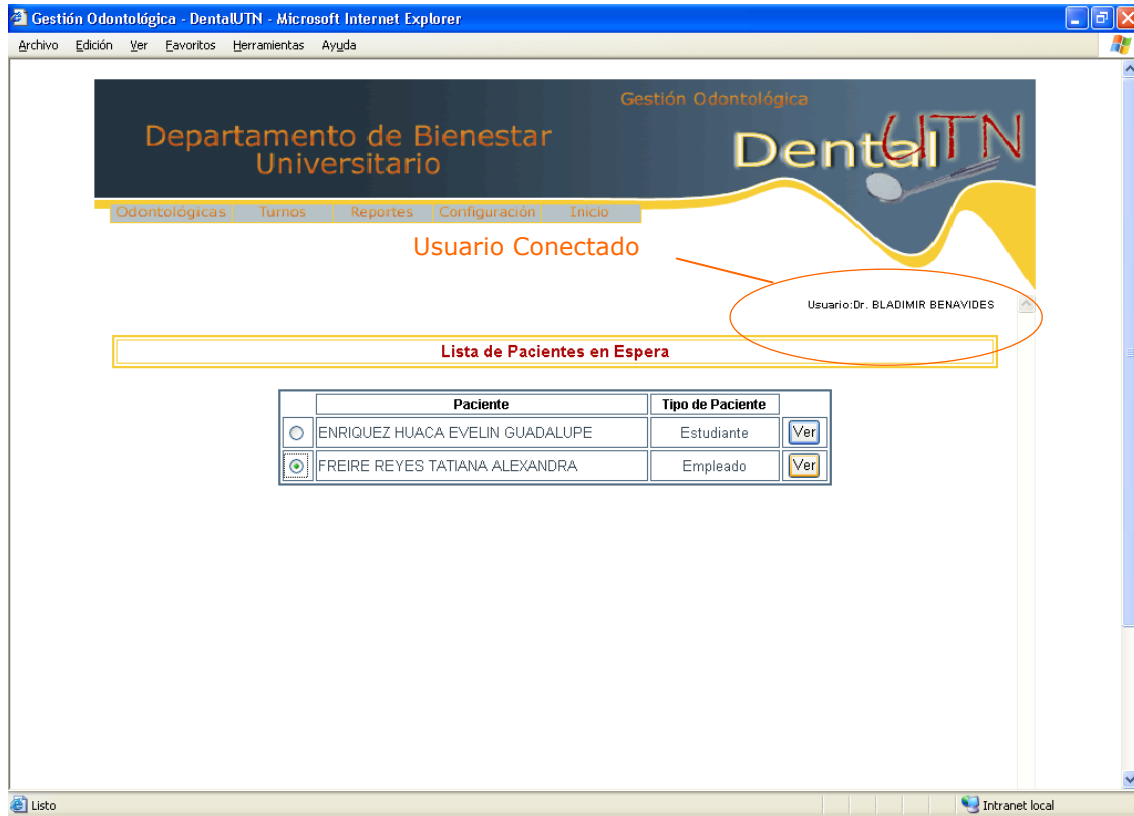 Gestión Odontológica - DentalUTN - Microsoft Internet Explorer
Archivo Edición Ver Favoritos Herramientas Ayuda
Gestión Odontológica
Departamento de Bienestar
Universitario
DentalUTN
Odontológicas Turnos Reportes Configuración Inicio
Usuario Conectado
Usuario:Dr. BLADIMIR BENAVIDES
Lista de Pacientes en Espera
Paciente Tipo de Paciente
ENRIQUEZ HUACA EVELIN GUADALUPE Estudiante Ver
FREIRE REYES TATIANA ALEXANDRA Empleado Ver
Listo Intranet local